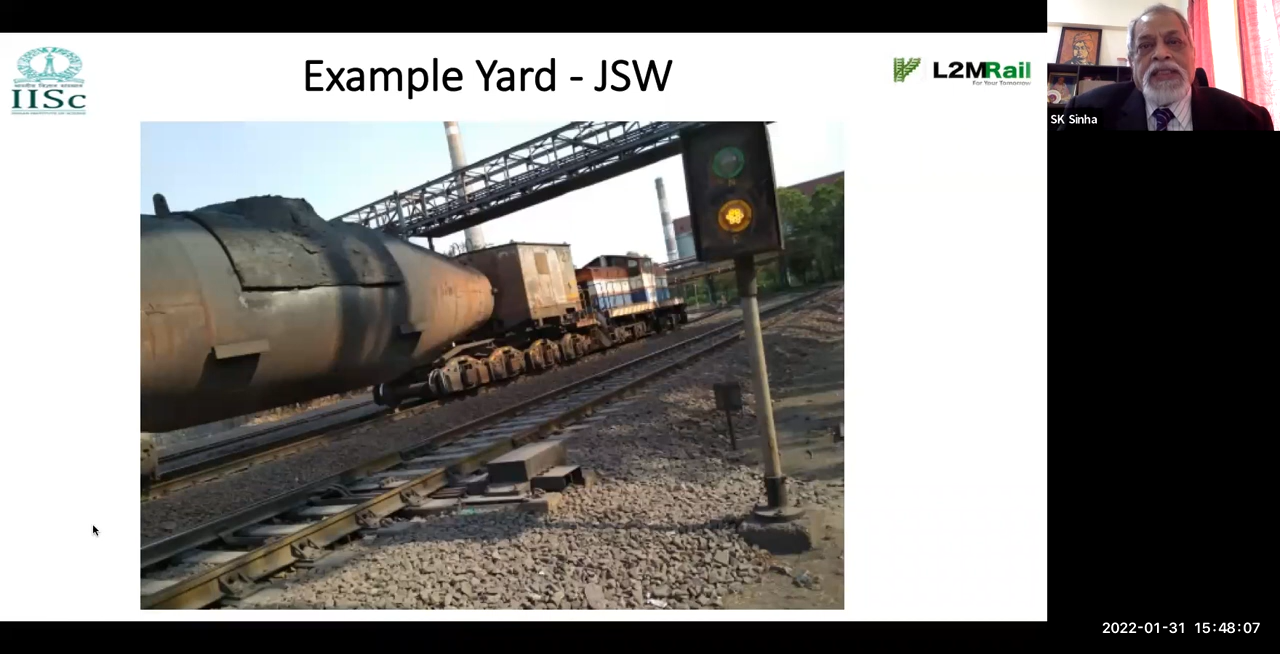 Example Yard - JSW
IISc
L2MRail
For Your Tomorrow
SK Sinha
2022-01-31 15:48:07